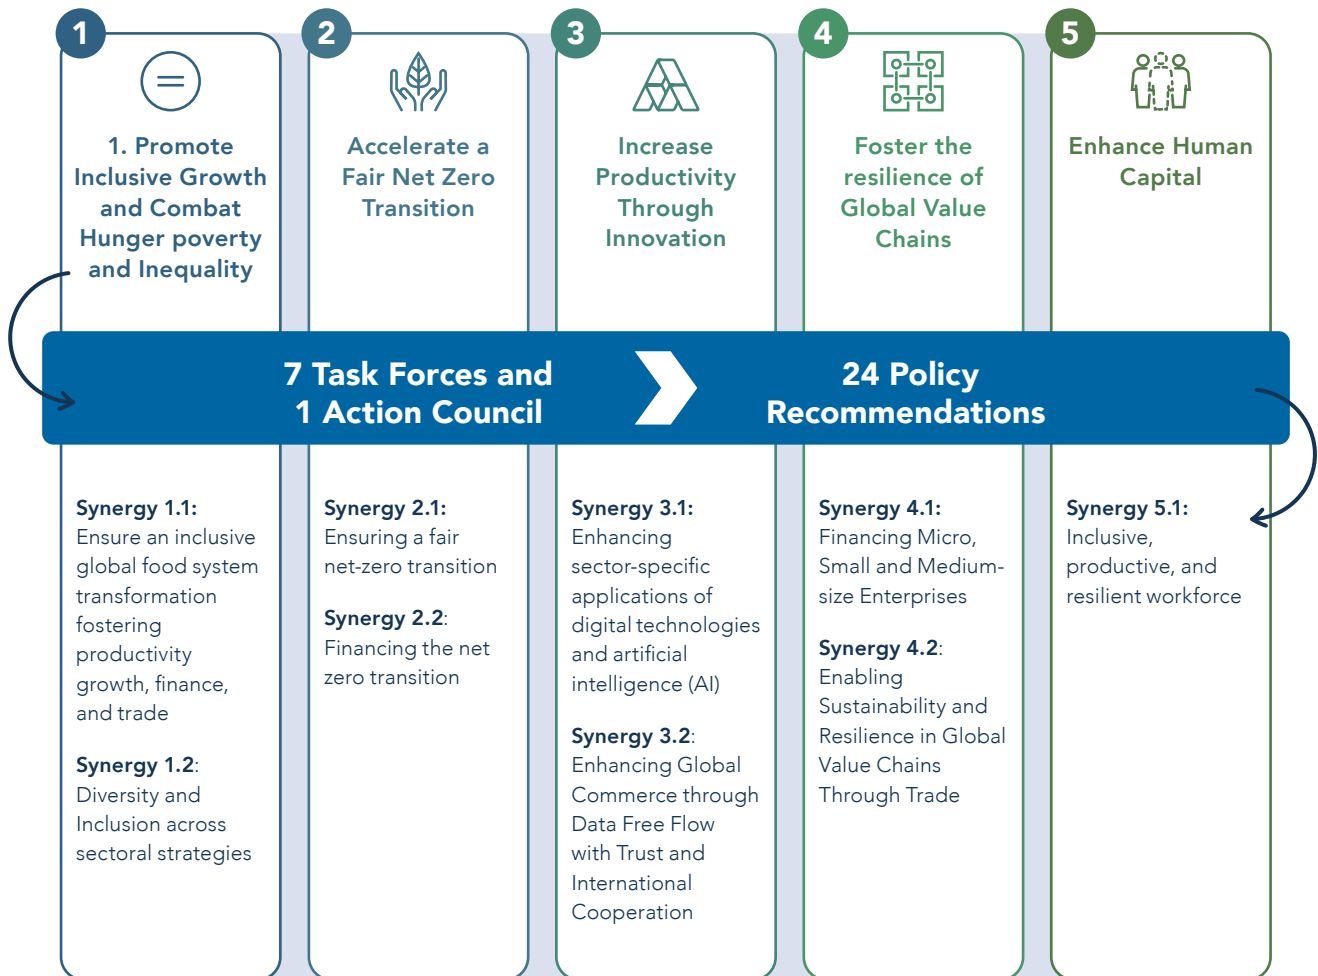 1
1. Promote
Inclusive Growth
and Combat
Hunger poverty
and Inequality
2
Accelerate a
Fair Net Zero
Transition
3
Increase
Productivity
Through
Innovation
4
Foster the
resilience of
Global Value
Chains
5
Enhance Human
Capital
7 Task Forces and
1 Action Council
24 Policy
Recommendations
Synergy 1.1:
Ensure an inclusive
global food system
transformation
fostering
productivity
growth, finance,
and trade
Synergy 1.2:
Diversity and
Inclusion across
sectoral strategies
Synergy 2.1:
Ensuring a fair
net-zero transition
Synergy 2.2:
Financing the net
zero transition
Synergy 3.1:
Enhancing
sector-specific
applications of
digital technologies
and artificial
intelligence (AI)
Synergy 3.2:
Enhancing Global
Commerce through
Data Free Flow
with Trust and
International
Cooperation
Synergy 4.1:
Financing Micro,
Small and Medium-
size Enterprises
Synergy 4.2:
Enabling
Sustainability and
Resilience in Global
Value Chains
Through Trade
Synergy 5.1:
Inclusive,
productive, and
resilient workforce